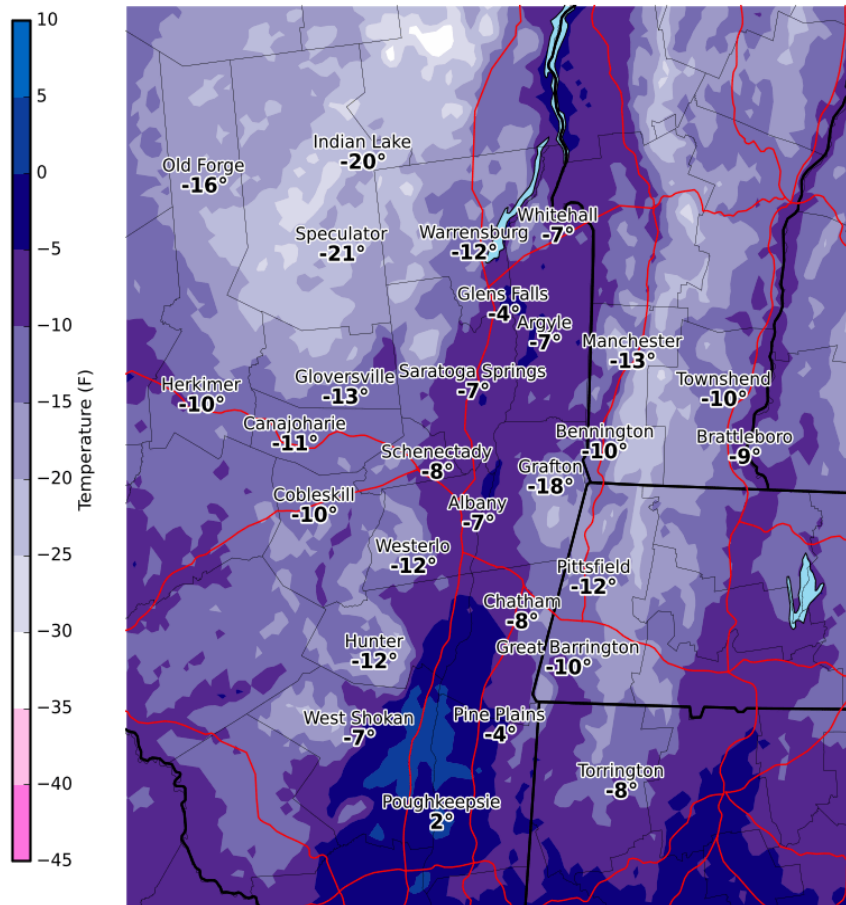 10
5
0
−5
−10
−15
−20
−25
−30
−35
−40
−45
Temperature (F)
Indian Lake
-20°
Old Forge
-16°
Whitehall
-7°
Speculator
-21°
Warrensburg
-12°
Glens Falls
-4°
Argyle
-7°
Manchester
-13°
Saratoga Springs
-7°
Gloversville
-13°
Townshend
-10°
Herkimer
-10°
Canajoharie
-11°
Bennington
-10°
Brattleboro
-9°
Schenectady
-8°
Grafton
-18°
Cobleskill
-10°
Albany
-7°
Westerlo
-12°
Pittsfield
-12°
Chatham
-8°
Hunter
-12°
Great Barrington
-10°
West Shokan
-7°
Pine Plains
-4°
Torrington
-8°
Poughkeepsie
2°